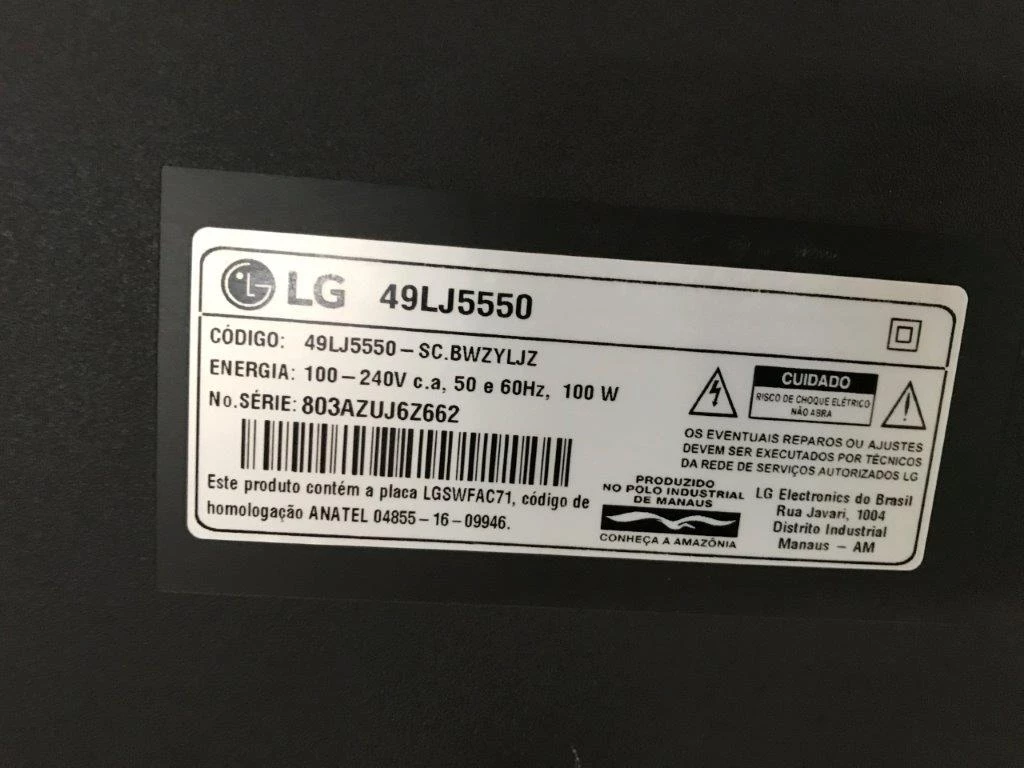 LG 49LJ5550
CÓDIGO: 49LJ5550-SC.BWZYLJZ
ENERGIA: 100-240V c.a, 50 e 60Hz, 100 W
No.SÉRIE: 803AZUJ6Z662
Este produto contém a placa LGSWFAC71, código de
homologação ANATEL 04855-16-09946.
CUIDADO
RISCO DE CHOQUE ELÉTRICO
NÃO ABRA
OS EVENTUAIS REPAROS OU AJUSTES
DEVEM SER EXECUTADOS POR TÉCNICOS
DA REDE DE SERVIÇOS AUTORIZADOS LG
PRODUZIDO
NO POLO INDUSTRIAL
DE MANAUS
CONHEÇA A AMAZÔNIA
LG Electronics do Brasil
Rua Javari, 1004
Distrito Industrial
Manaus - AM